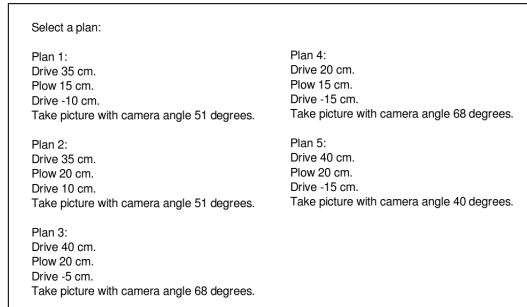 Select a plan:
Plan 1:
Drive 35 cm.
Plow 15 cm.
Drive -10 cm.
Take picture with camera angle 51 degrees.
Plan 2:
Drive 35 cm.
Plow 20 cm.
Drive 10 cm.
Take picture with camera angle 51 degrees.
Plan 3:
Drive 40 cm.
Plow 20 cm.
Drive -5 cm.
Take picture with camera angle 68 degrees.
Plan 4:
Drive 20 cm.
Plow 15 cm.
Drive -15 cm.
Take picture with camera angle 68 degrees.
Plan 5:
Drive 40 cm.
Plow 20 cm.
Drive -15 cm.
Take picture with camera angle 40 degrees.